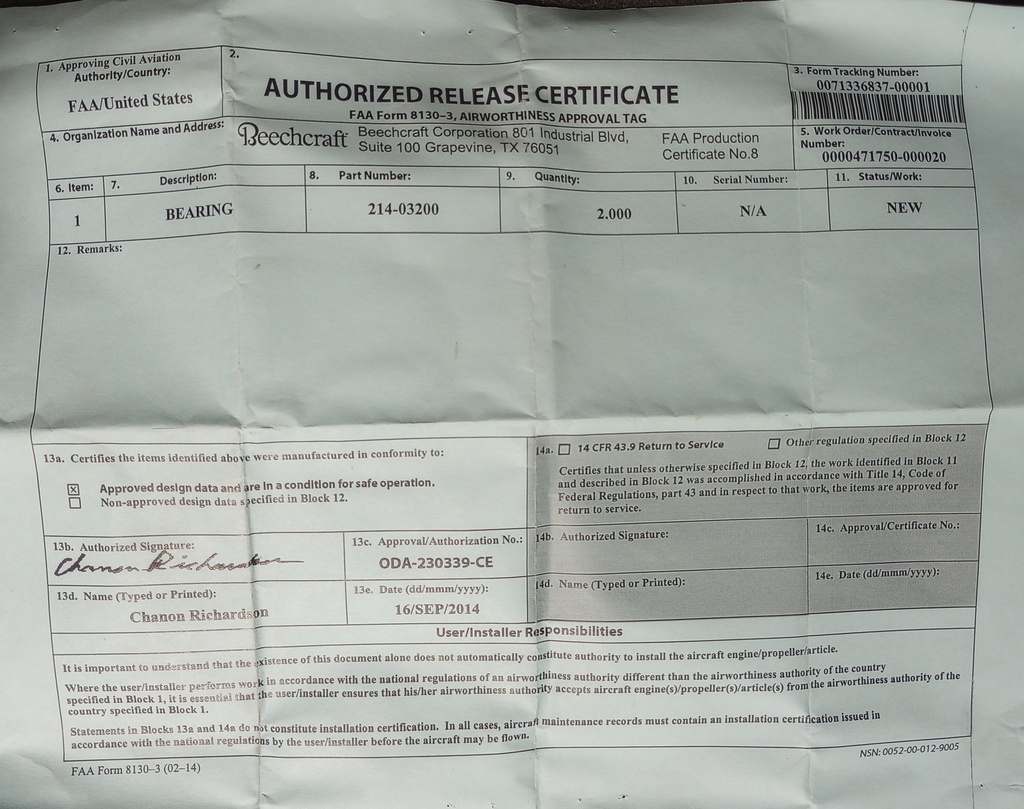 1. Approving Civil Aviation
Authority/Country:
FAA/United States
2.
AUTHORIZED RELEASE CERTIFICATE
FAA Form 8130–3, AIRWORTHINESS APPROVAL TAG
3. Form Tracking Number:
0071336837-00001
4. Organization Name and Address:
Beechcraft
Beechcraft Corporation 801 Industrial Blvd,
Suite 100 Grapevine, TX 76051
FAA Production
Certificate No.8
5. Work Order/Contract/Invoice
Number:
0000471750-000020
6. Item: 7. Description: 8. Part Number: 9. Quantity: 10. Serial Number: 11. Status/Work:
1 BEARING 214-03200 2.000 N/A NEW
12. Remarks:
13a. Certifies the items identified above were manufactured in conformity to:
☒ Approved design data and are in a condition for safe operation.
☐ Non-approved design data specified in Block 12.
14a. ☐ 14 CFR 43.9 Return to Service ☐ Other regulation specified in Block 12
Certifies that unless otherwise specified in Block 12, the work identified in Block 11
and described in Block 12 was accomplished in accordance with Title 14, Code of
Federal Regulations, part 43 and in respect to that work, the items are approved for
return to service.
13b. Authorized Signature:
Chanon Richardson
13c. Approval/Authorization No.:
ODA-230339-CE
14b. Authorized Signature:
14c. Approval/Certificate No.:
13d. Name (Typed or Printed):
Chanon Richardson
13e. Date (dd/mmm/yyyy):
16/SEP/2014
14d. Name (Typed or Printed):
14e. Date (dd/mmm/yyyy):
User/Installer Responsibilities
It is important to understand that the existence of this document alone does not automatically constitute authority to install the aircraft engine/propeller/article.
Where the user/installer performs work in accordance with the national regulations of an airworthiness authority different than the airworthiness authority of the country
specified in Block 1, it is essential that the user/installer ensures that his/her airworthiness authority accepts aircraft engine(s)/propeller(s)/article(s) from the airworthiness authority of the
country specified in Block 1.
Statements in Blocks 13a and 14a do not constitute installation certification. In all cases, aircraft maintenance records must contain an installation certification issued in
accordance with the national regulations by the user/installer before the aircraft may be flown.
FAA Form 8130–3 (02-14)
NSN: 0052-00-012-9005